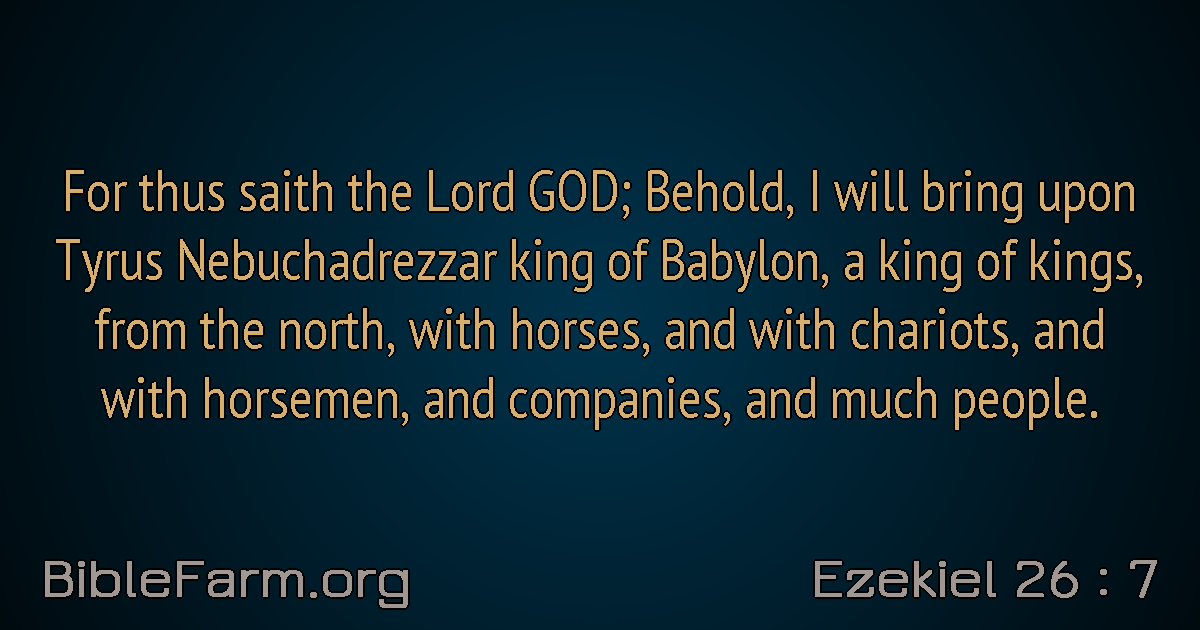 For thus saith the Lord GOD; Behold, I will bring upon
Tyrus Nebuchadrezzar king of Babylon, a king of kings,
from the north, with horses, and with chariots, and
with horsemen, and companies, and much people.
BibleFarm.org
Ezekiel 26 : 7